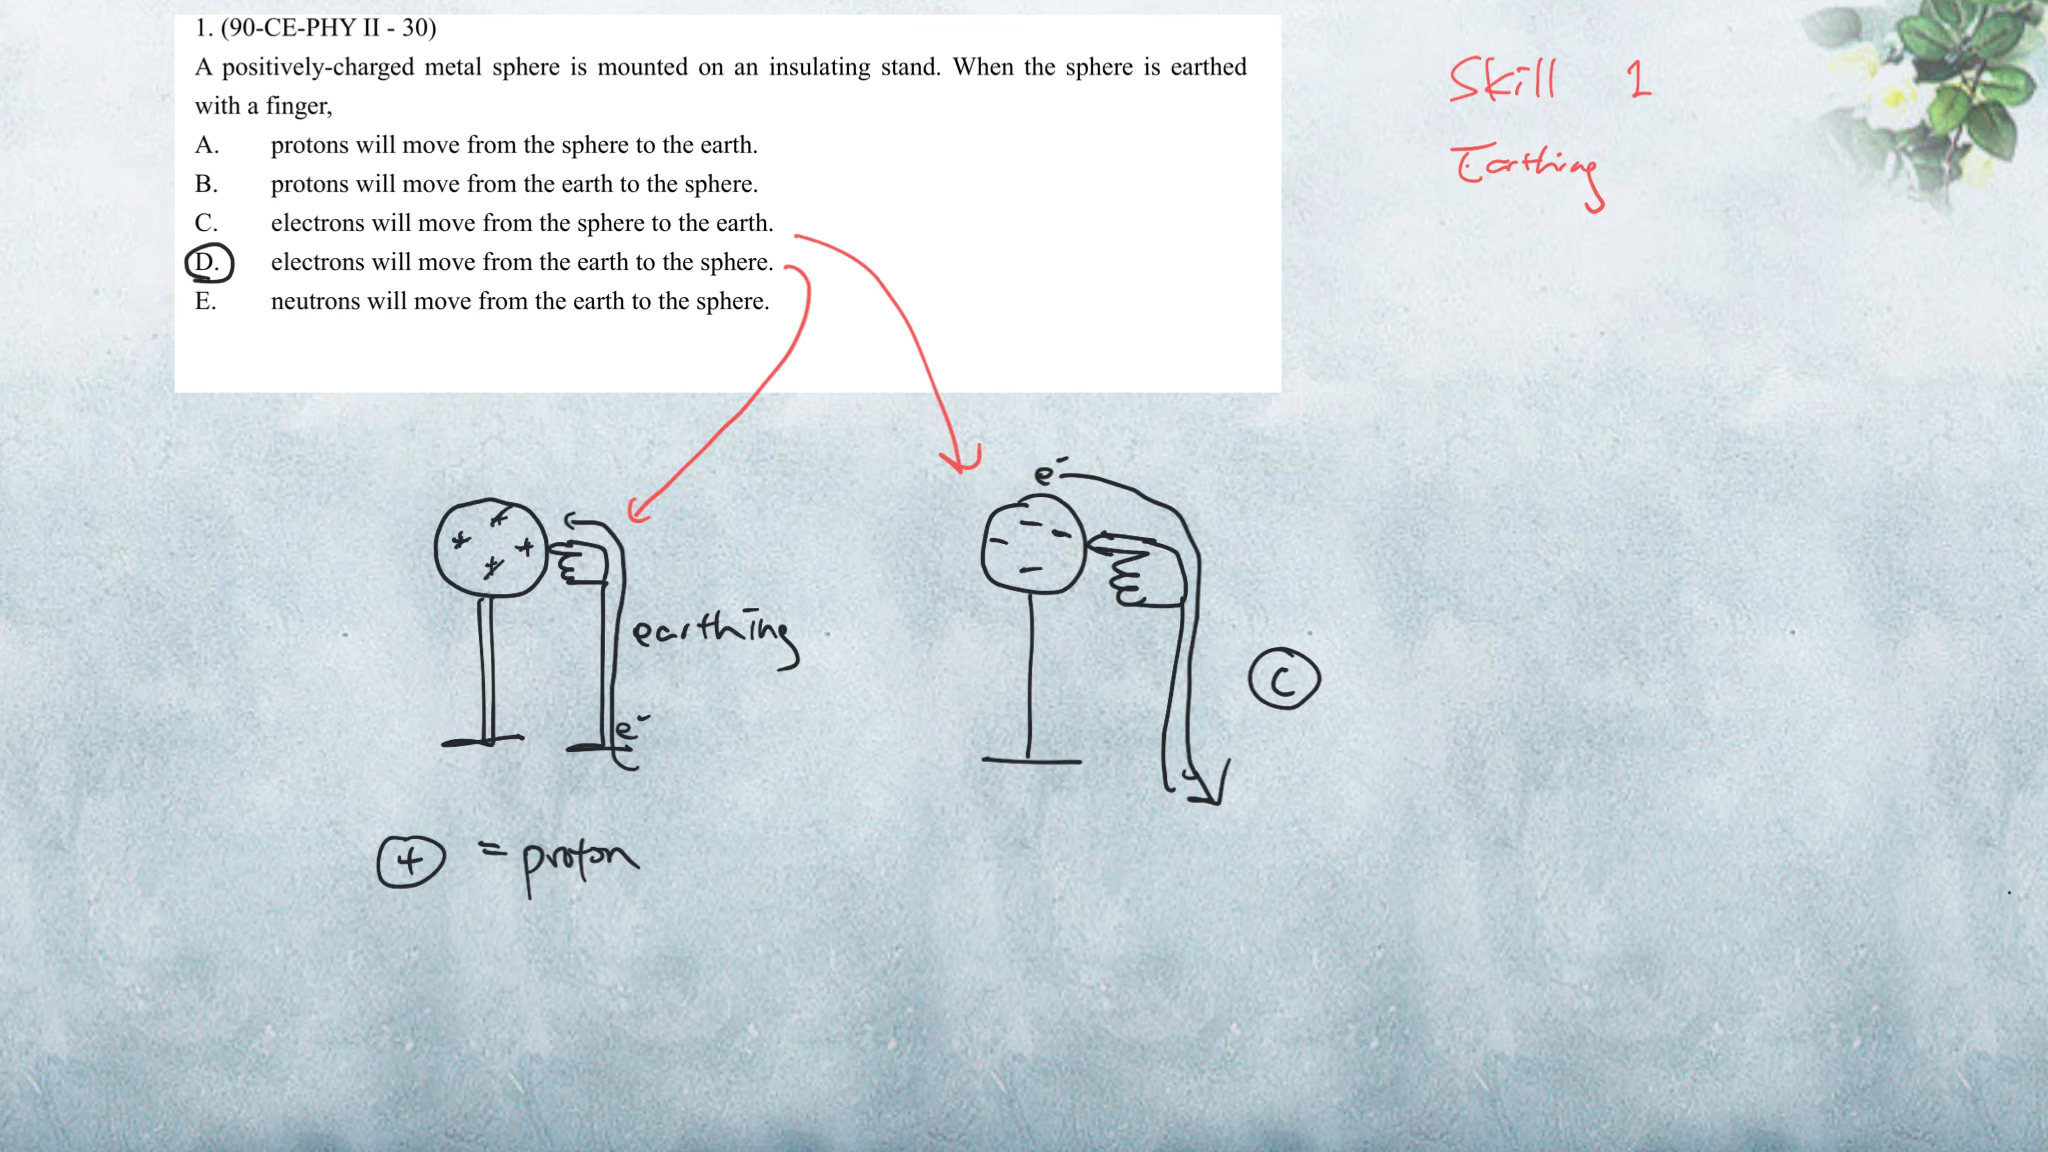 1. (90-CE-PHY II - 30)
A positively-charged metal sphere is mounted on an insulating stand. When the sphere is earthed
with a finger,
A. protons will move from the sphere to the earth.
B. protons will move from the earth to the sphere.
C. electrons will move from the sphere to the earth.
D. electrons will move from the earth to the sphere.
E. neutrons will move from the earth to the sphere.
Skill 1
Earthing
e-
+ + + +
- - - -
earthing
e-
C
+ = proton